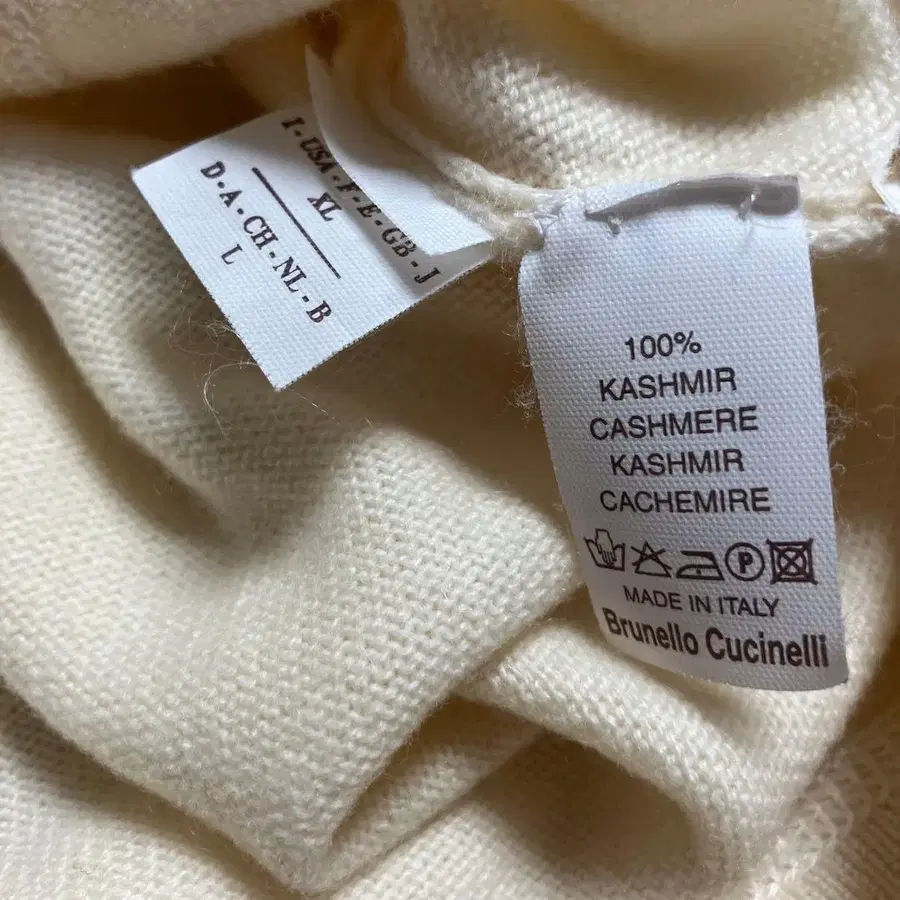 I - USA - F - E - GB - J
XL
D - A - CH - NL - B
L
100%
KASHMIR
CASHMERE
KASHMIR
CACHEMIRE
P
MADE IN ITALY
Brunello Cucinelli